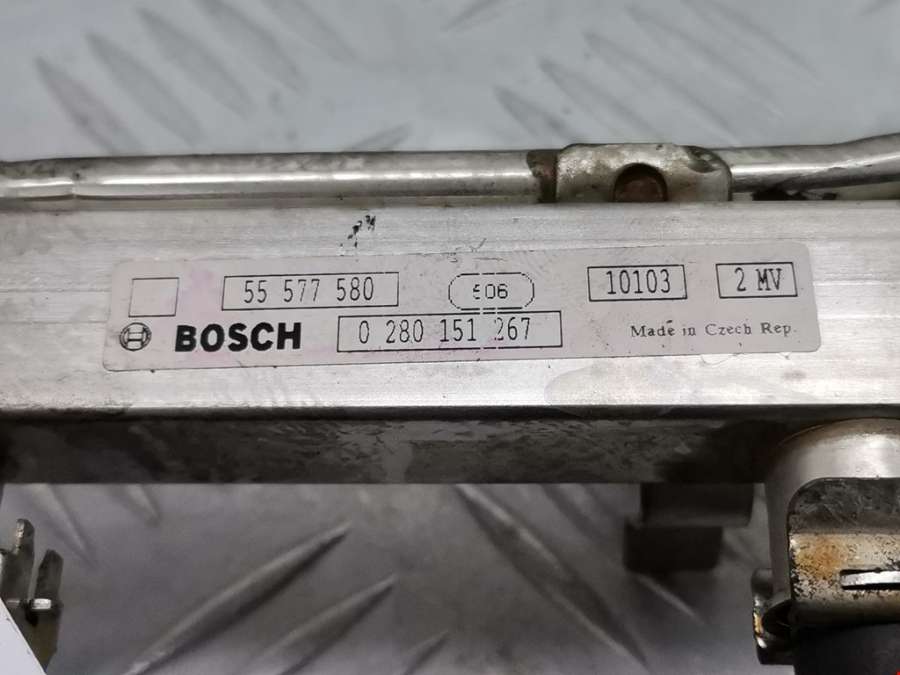 55 577 580 506 10103 2 MV
BOSCH 0 280 151 267 Made in Czech Rep.